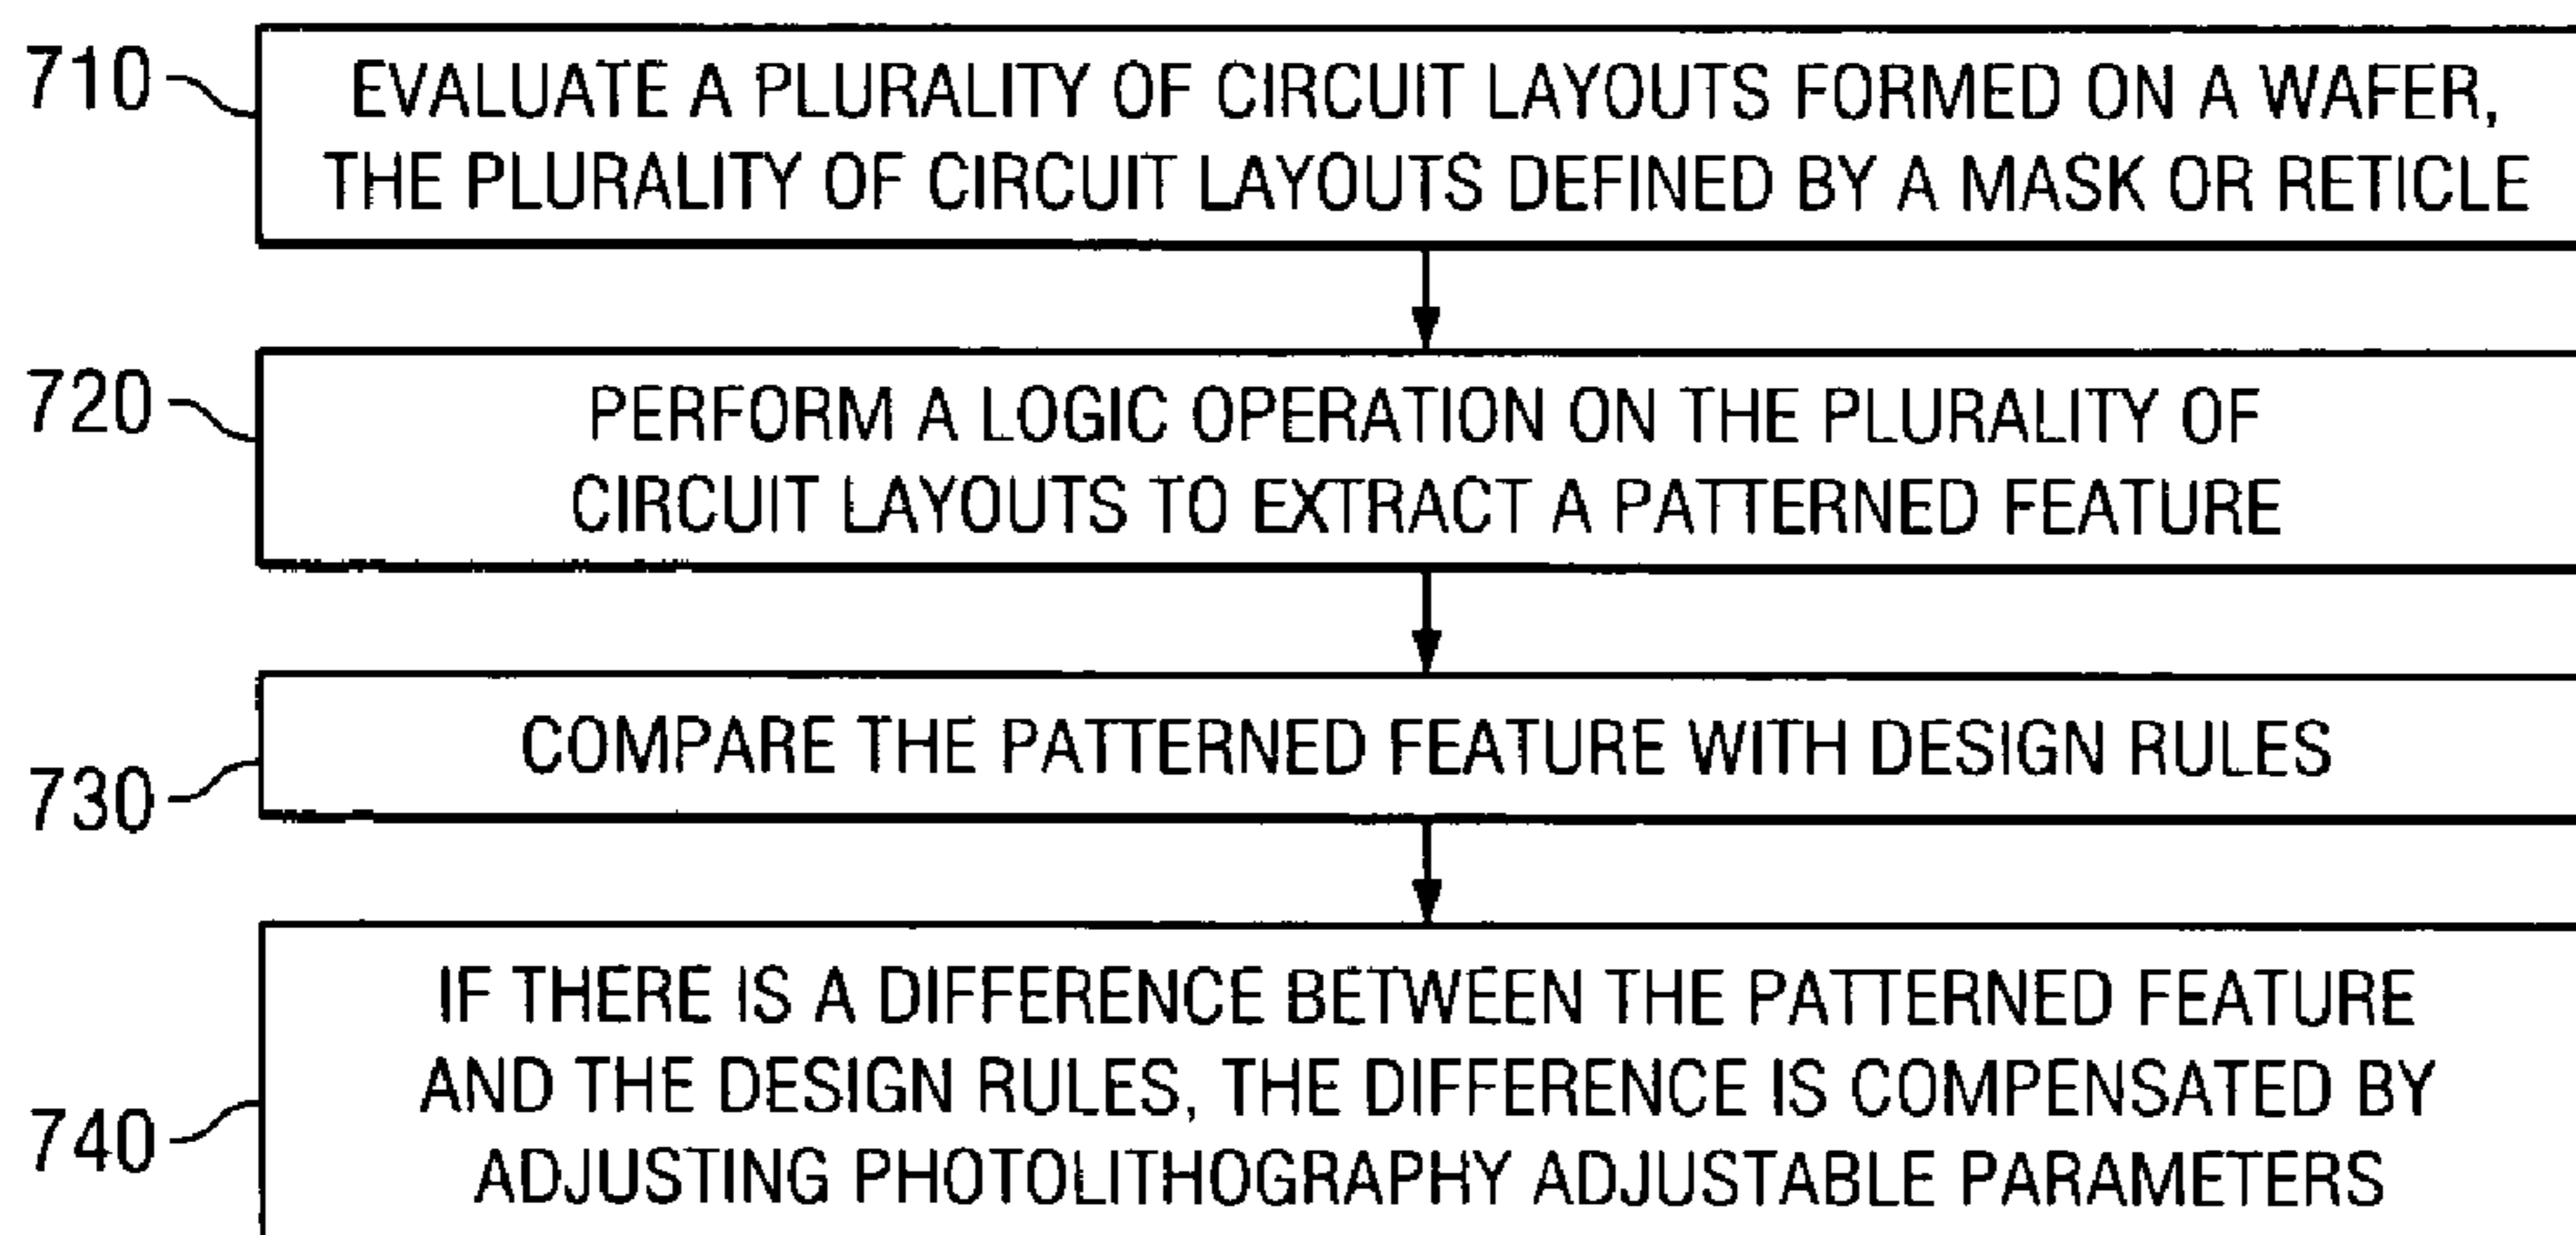 710
EVALUATE A PLURALITY OF CIRCUIT LAYOUTS FORMED ON A WAFER,
THE PLURALITY OF CIRCUIT LAYOUTS DEFINED BY A MASK OR RETICLE
720
PERFORM A LOGIC OPERATION ON THE PLURALITY OF
CIRCUIT LAYOUTS TO EXTRACT A PATTERNED FEATURE
730
COMPARE THE PATTERNED FEATURE WITH DESIGN RULES
740
IF THERE IS A DIFFERENCE BETWEEN THE PATTERNED FEATURE
AND THE DESIGN RULES, THE DIFFERENCE IS COMPENSATED BY
ADJUSTING PHOTOLITHOGRAPHY ADJUSTABLE PARAMETERS